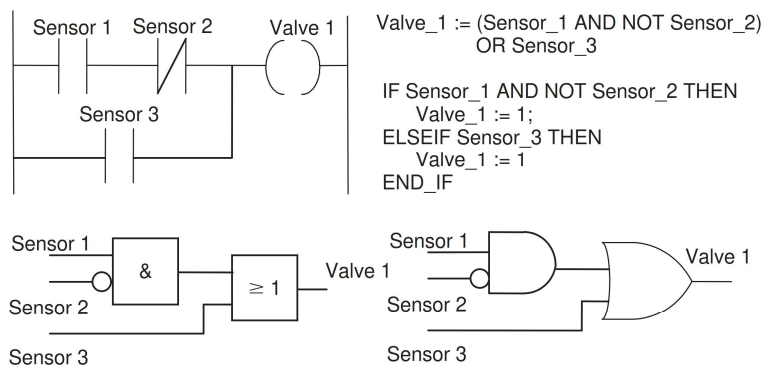 Sensor 1 Sensor 2 Valve 1
Sensor 3
Valve_1 := (Sensor_1 AND NOT Sensor_2)
OR Sensor_3
IF Sensor_1 AND NOT Sensor_2 THEN
Valve_1 := 1;
ELSEIF Sensor_3 THEN
Valve_1 := 1
END_IF
Sensor 1
&
≥ 1
Valve 1
Sensor 2
Sensor 3
Sensor 1
Valve 1
Sensor 2
Sensor 3